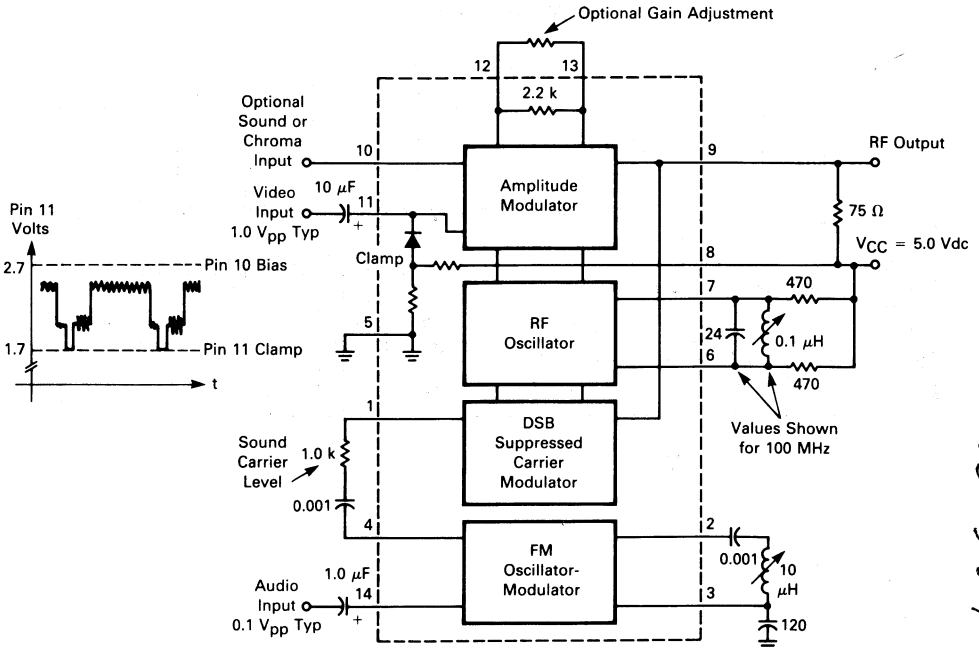 Optional Gain Adjustment
12
13
2.2 k
Optional
Sound or
Chroma
Input
10
9
RF Output
Amplitude
Modulator
Video
Input
1.0 Vpp Typ
10 μF
11
+
75 Ω
VCC = 5.0 Vdc
Clamp
8
Pin 11
Volts
2.7
Pin 10 Bias
1.7
Pin 11 Clamp
t
5
RF
Oscillator
7
470
24
0.1 μH
6
470
Values Shown
for 100 MHz
1
DSB
Suppressed
Carrier
Modulator
Sound
Carrier
Level
1.0 k
0.001
4
FM
Oscillator-
Modulator
2
0.001
10
μH
3
120
Audio
Input
0.1 Vpp Typ
1.0 μF
14
+